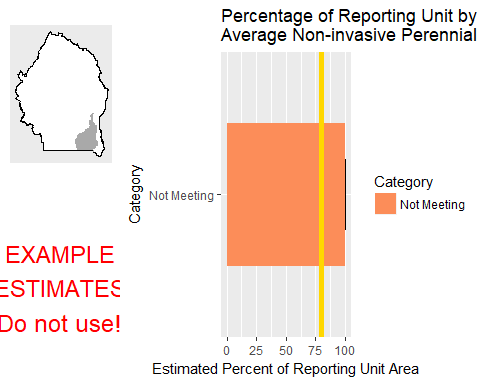 Percentage of Reporting Unit by
Average Non-invasive Perennial
Category
Not Meeting
0 25 50 75 100
Estimated Percent of Reporting Unit Area
Category
Not Meeting
EXAMPLE
ESTIMATES
Do not use!